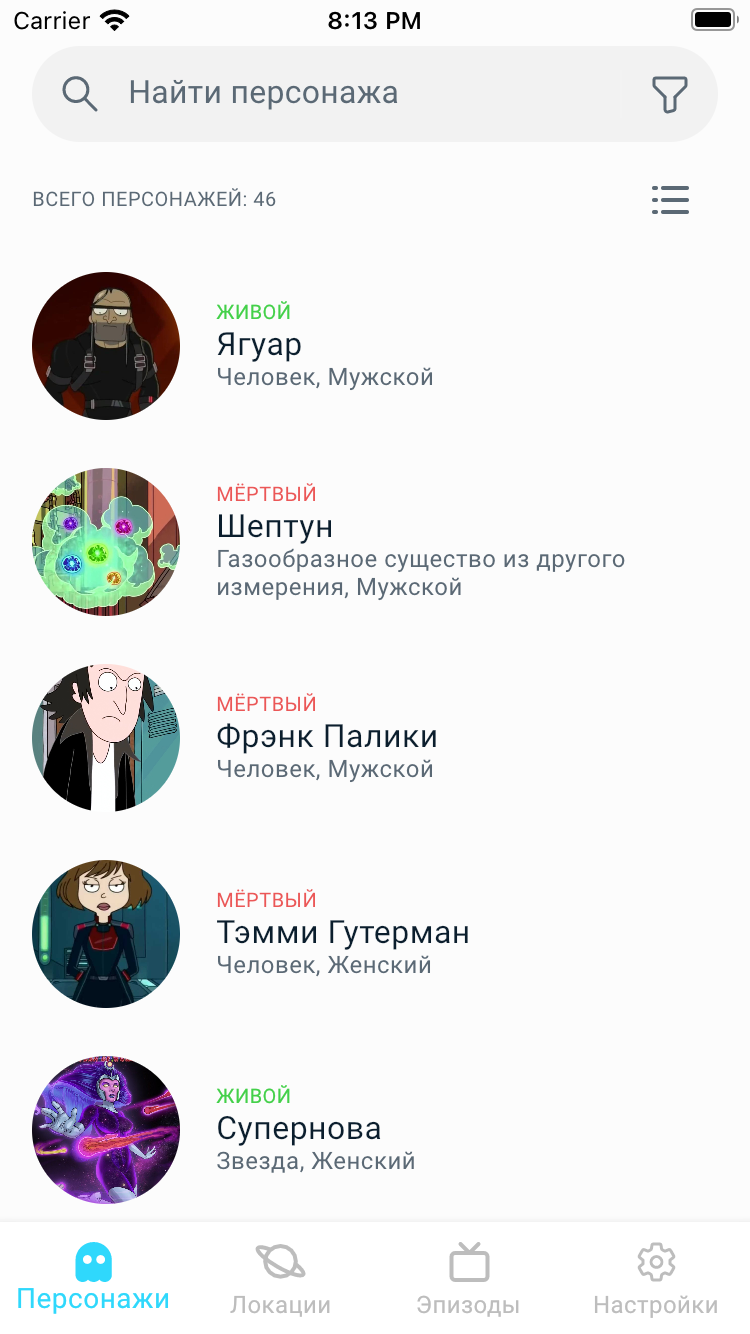 Carrier 8:13 PM
Найти персонажа
ВСЕГО ПЕРСОНАЖЕЙ: 46
ЖИВОЙ
Ягуар
Человек, Мужской
МЁРТВЫЙ
Шептун
Газообразное существо из другого
измерения, Мужской
МЁРТВЫЙ
Фрэнк Палики
Человек, Мужской
МЁРТВЫЙ
Тэмми Гутерман
Человек, Женский
ЖИВОЙ
Супернова
Звезда, Женский
Персонажи Локации Эпизоды Настройки